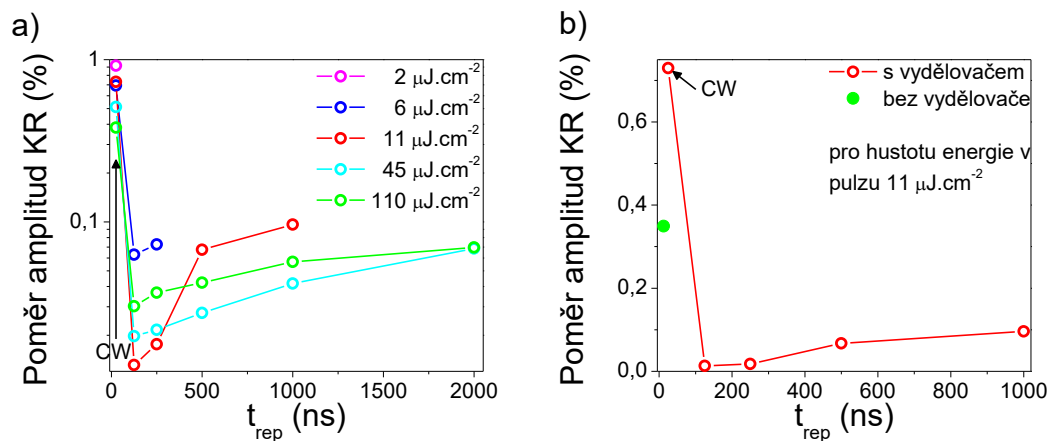 a)
Poměr amplitud KR (%)
1
0,1
2 μJ.cm-2
6 μJ.cm-2
11 μJ.cm-2
45 μJ.cm-2
110 μJ.cm-2
CW
0 500 1000 1500 2000
trep (ns)
b)
Poměr amplitud KR (%)
0,6
0,4
0,2
0,0
s vydělovačem
CW
bez vydělovače
pro hustotu energie v
pulzu 11 μJ.cm-2
0 200 400 600 800 1000
trep (ns)